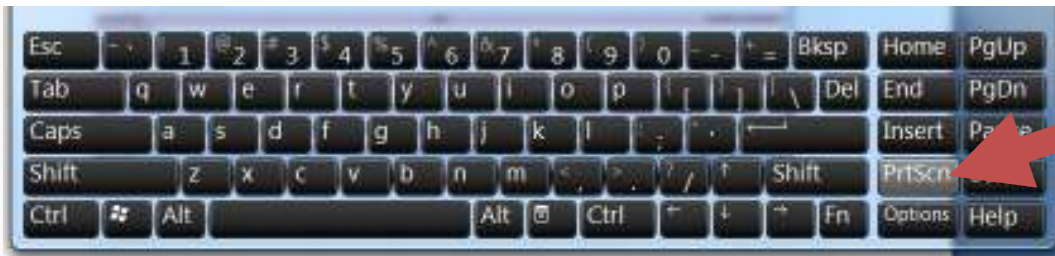 Esc ~ ` ! 1 @ 2 # 3 $ 4 % 5 ^ 6 & 7 * 8 ( 9 ) 0 _ - + = Bksp Home PgUp
Tab q w e r t y u i o p { [ } ] | \ Del End PgDn
Caps a s d f g h j k l : ; " ' Insert
Shift z x c v b n m < , > . ? / ↑ Shift PrtScn
Ctrl Alt Alt Ctrl ← ↓ → Fn Options Help